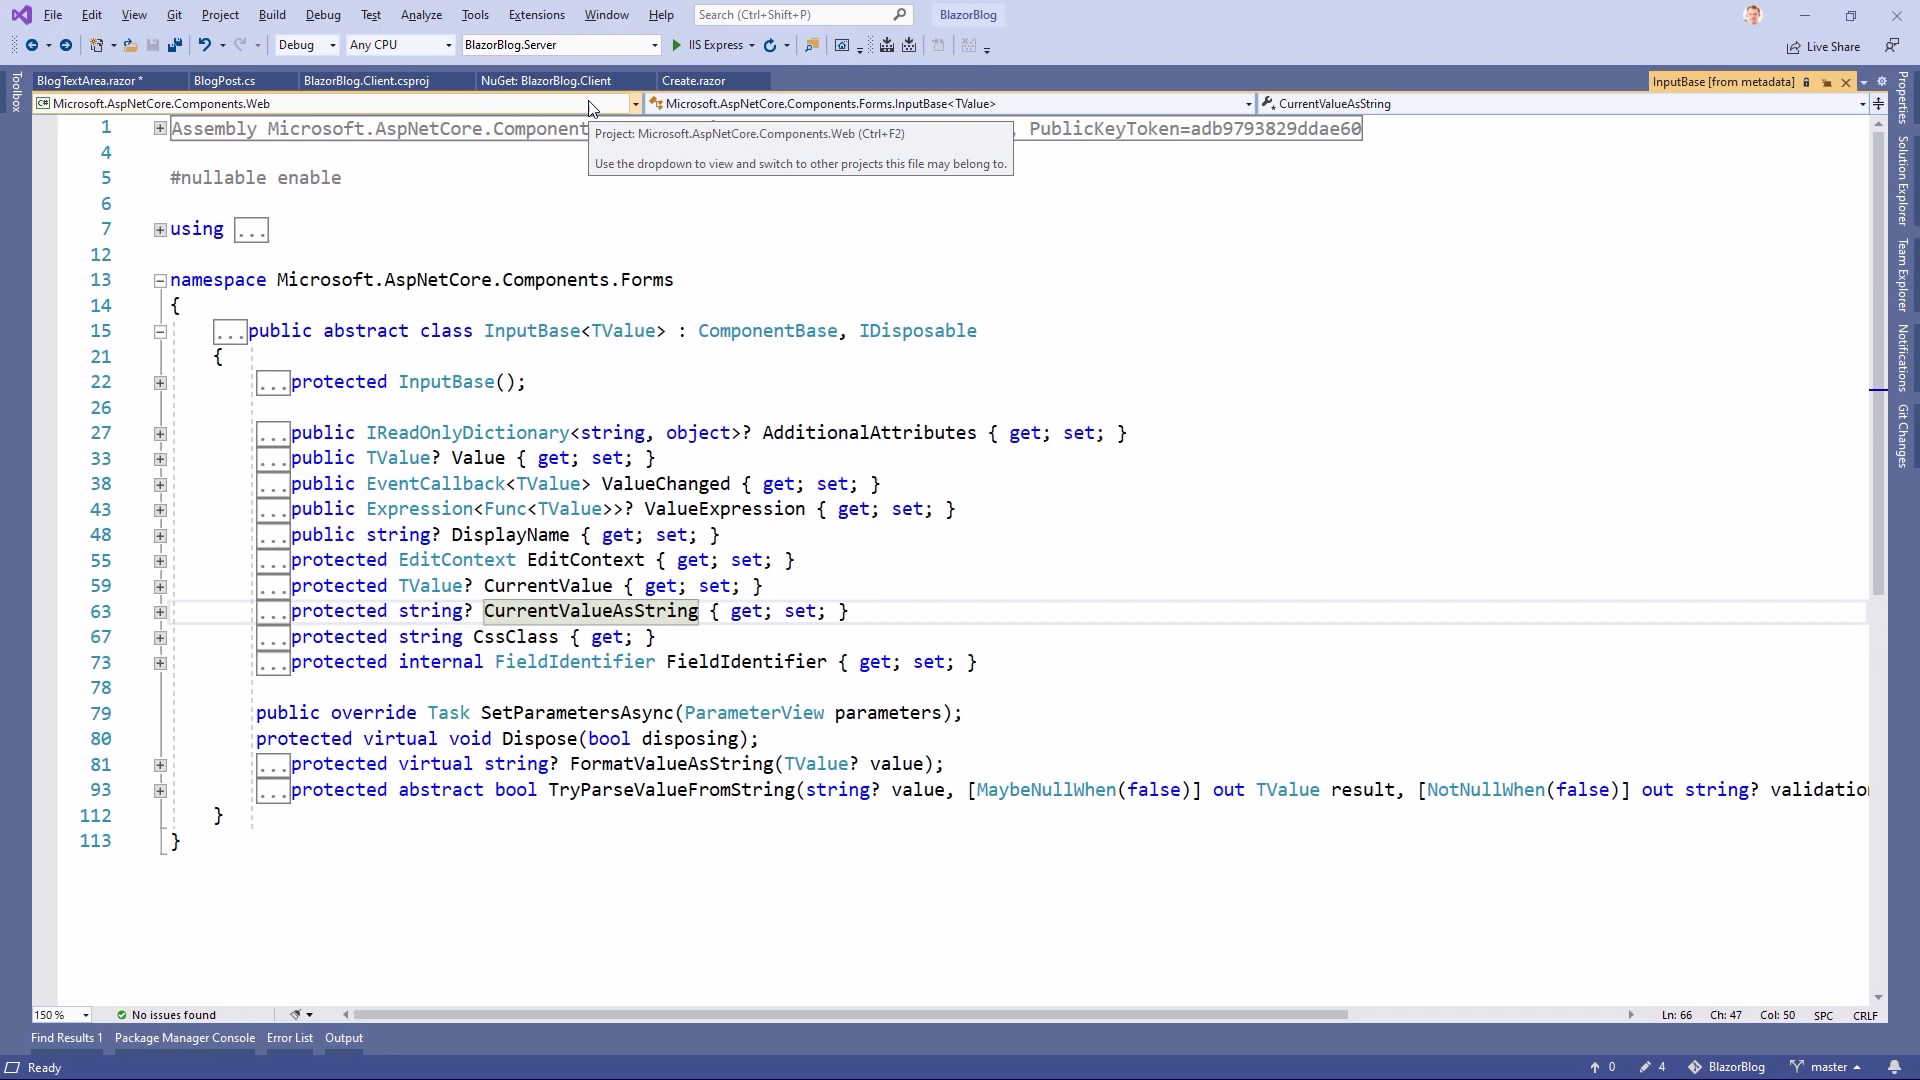 File Edit View Git Project Build Debug Test Analyze Tools Extensions Window Help Search (Ctrl+Shift+P) BlazorBlog
Debug Any CPU BlazorBlog.Server IIS Express Live Share
BlogTextArea.razor * BlogPost.cs BlazorBlog.Client.csproj NuGet: BlazorBlog.Client Create.razor InputBase [from metadata]
C# Microsoft.AspNetCore.Components.Web Microsoft.AspNetCore.Components.Forms.InputBase<TValue> CurrentValueAsString
Toolbox
Properties
Solution Explorer
Team Explorer
Notifications
Git Changes
1 Assembly Microsoft.AspNetCore.Component , PublicKeyToken=adb9793829ddae60
Project: Microsoft.AspNetCore.Components.Web (Ctrl+F2)
Use the dropdown to view and switch to other projects this file may belong to.
4
5 #nullable enable
6
7 using ...
12
13 namespace Microsoft.AspNetCore.Components.Forms
14 {
15 ...public abstract class InputBase<TValue> : ComponentBase, IDisposable
21 {
22 ...protected InputBase();
26
27 ...public IReadOnlyDictionary<string, object>? AdditionalAttributes { get; set; }
33 ...public TValue? Value { get; set; }
38 ...public EventCallback<TValue> ValueChanged { get; set; }
43 ...public Expression<Func<TValue>>? ValueExpression { get; set; }
48 ...public string? DisplayName { get; set; }
55 ...protected EditContext EditContext { get; set; }
59 ...protected TValue? CurrentValue { get; set; }
63 ...protected string? CurrentValueAsString { get; set; }
67 ...protected string CssClass { get; }
73 ...protected internal FieldIdentifier FieldIdentifier { get; set; }
78
79 public override Task SetParametersAsync(ParameterView parameters);
80 protected virtual void Dispose(bool disposing);
81 ...protected virtual string? FormatValueAsString(TValue? value);
93 ...protected abstract bool TryParseValueFromString(string? value, [MaybeNullWhen(false)] out TValue result, [NotNullWhen(false)] out string? validatio
112 }
113 }
150 % No issues found Ln: 66 Ch: 47 Col: 50 SPC CRLF
Find Results 1 Package Manager Console Error List Output
Ready 0 4 BlazorBlog master